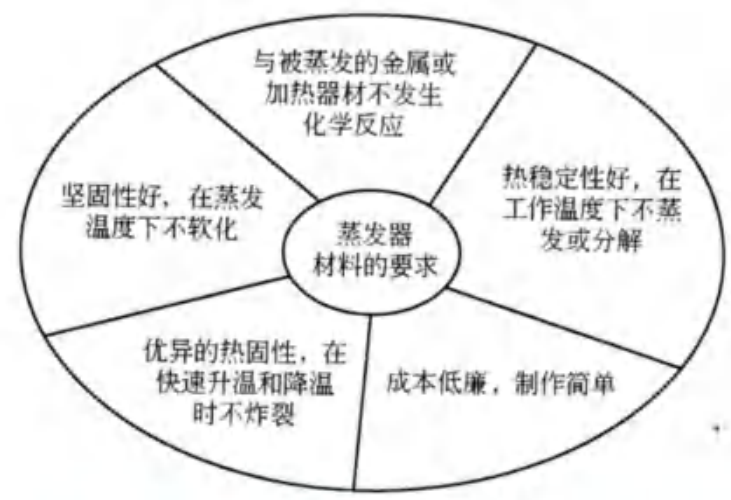 与被蒸发的金属或
加热器材不发生
化学反应
热稳定性好，在
工作温度下不蒸
发或分解
坚固性好，在蒸发
温度下不软化
蒸发器
材料的要求
优异的热固性，在
快速升温和降温
时不炸裂
成本低廉，制作简单